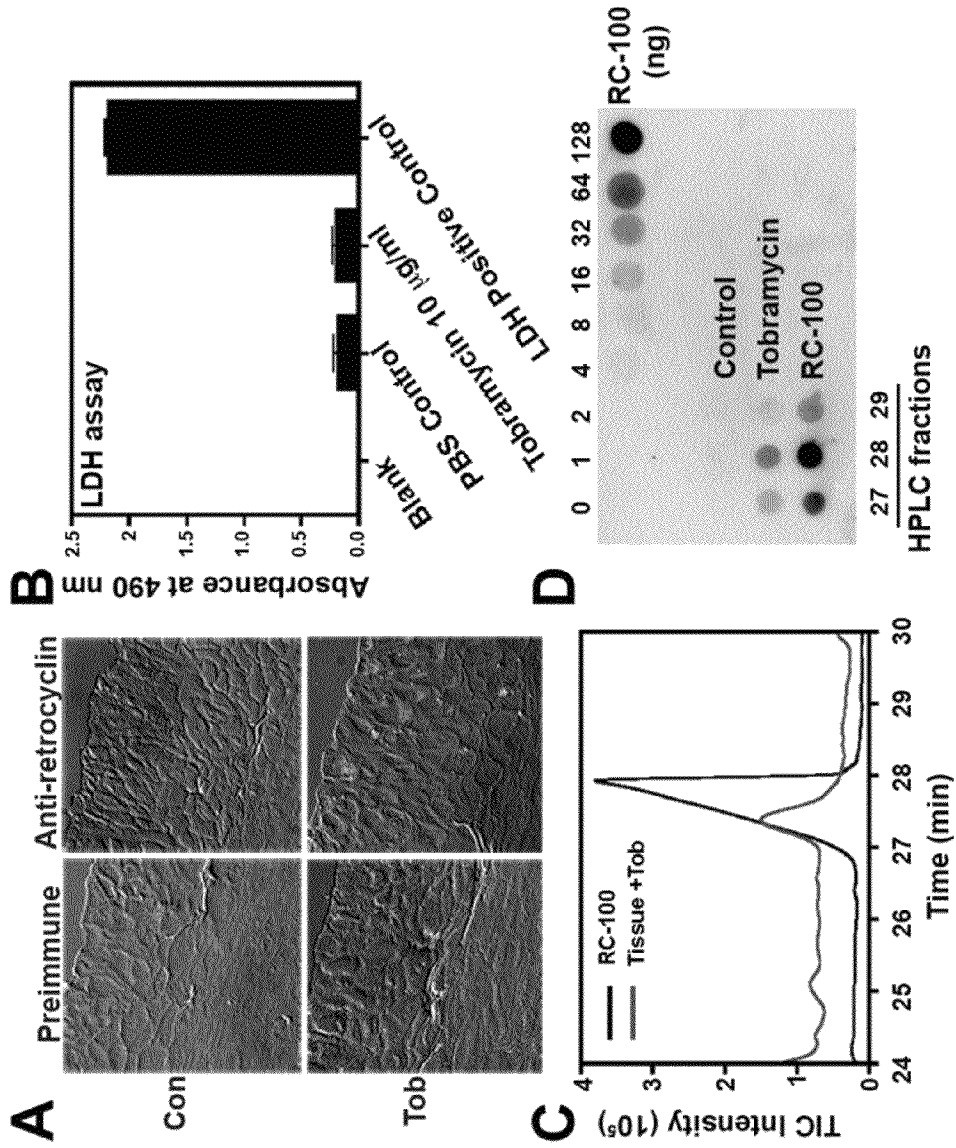 A
Preimmune Anti-retrocyclin
Con
Tob
B
LDH assay
Absorbance at 490 nm
2.5
2
1.5
1.0
0.5
0.0
Blank
PBS Control
Tobramycin 10 µg/ml
LDH Positive Control
C
TIC Intensity (10⁵)
4
3
2
1
0
RC-100
Tissue +Tob
24 25 26 27 28 29 30
Time (min)
D
0 1 2 4 8 16 32 64 128 RC-100
(ng)
Control
Tobramycin
RC-100
27 28 29
HPLC fractions